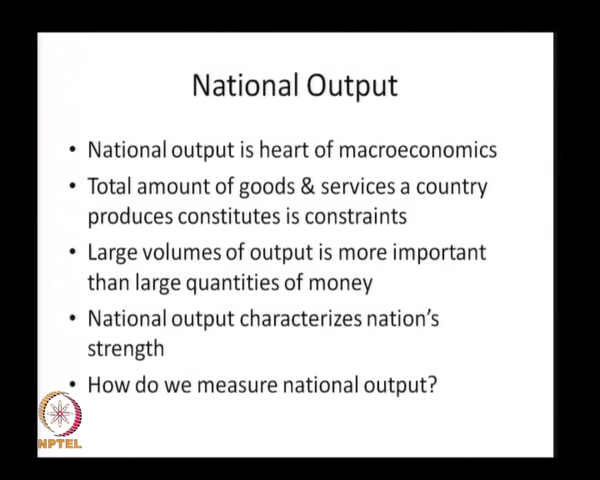 National Output
• National output is heart of macroeconomics
• Total amount of goods & services a country
produces constitutes is constraints
• Large volumes of output is more important
than large quantities of money
• National output characterizes nation's
strength
• How do we measure national output?
NPTEL